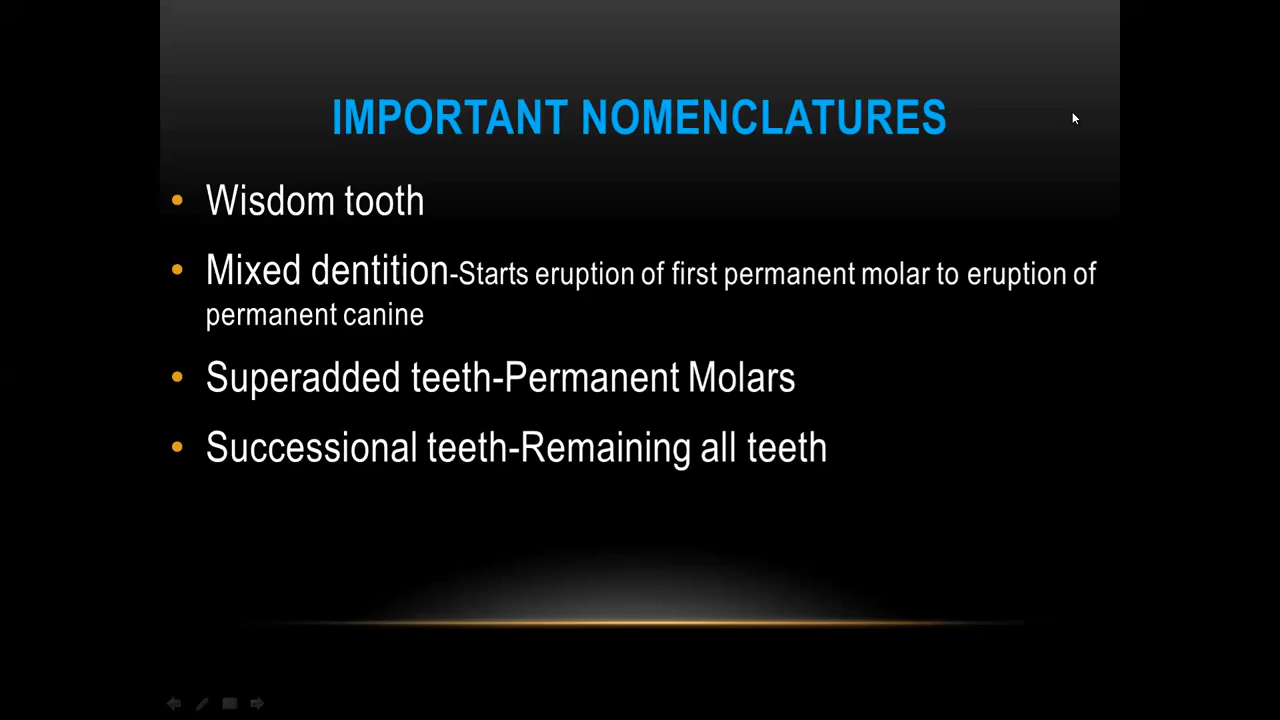 IMPORTANT NOMENCLATURES
• Wisdom tooth
• Mixed dentition-Starts eruption of first permanent molar to eruption of
permanent canine
• Superadded teeth-Permanent Molars
• Successional teeth-Remaining all teeth